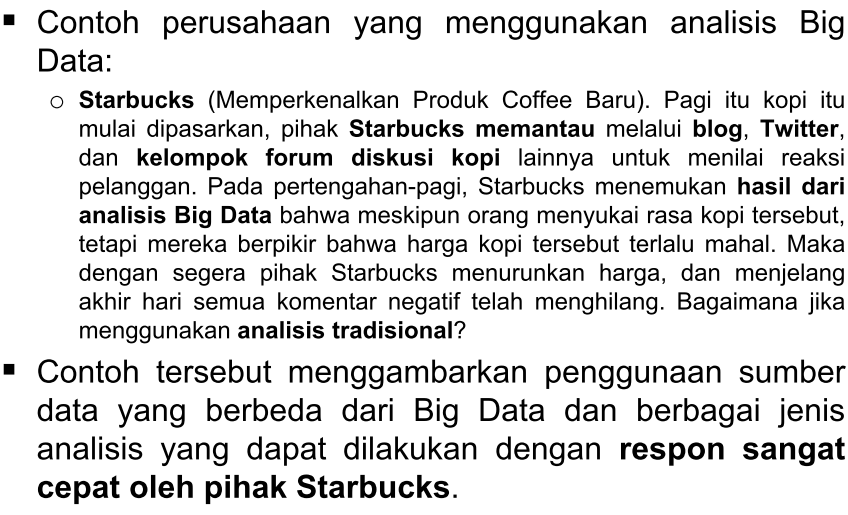 ▪ Contoh perusahaan yang menggunakan analisis Big
Data:
o Starbucks (Memperkenalkan Produk Coffee Baru). Pagi itu kopi itu
mulai dipasarkan, pihak Starbucks memantau melalui blog, Twitter,
dan kelompok forum diskusi kopi lainnya untuk menilai reaksi
pelanggan. Pada pertengahan-pagi, Starbucks menemukan hasil dari
analisis Big Data bahwa meskipun orang menyukai rasa kopi tersebut,
tetapi mereka berpikir bahwa harga kopi tersebut terlalu mahal. Maka
dengan segera pihak Starbucks menurunkan harga, dan menjelang
akhir hari semua komentar negatif telah menghilang. Bagaimana jika
menggunakan analisis tradisional?
▪ Contoh tersebut menggambarkan penggunaan sumber
data yang berbeda dari Big Data dan berbagai jenis
analisis yang dapat dilakukan dengan respon sangat
cepat oleh pihak Starbucks.